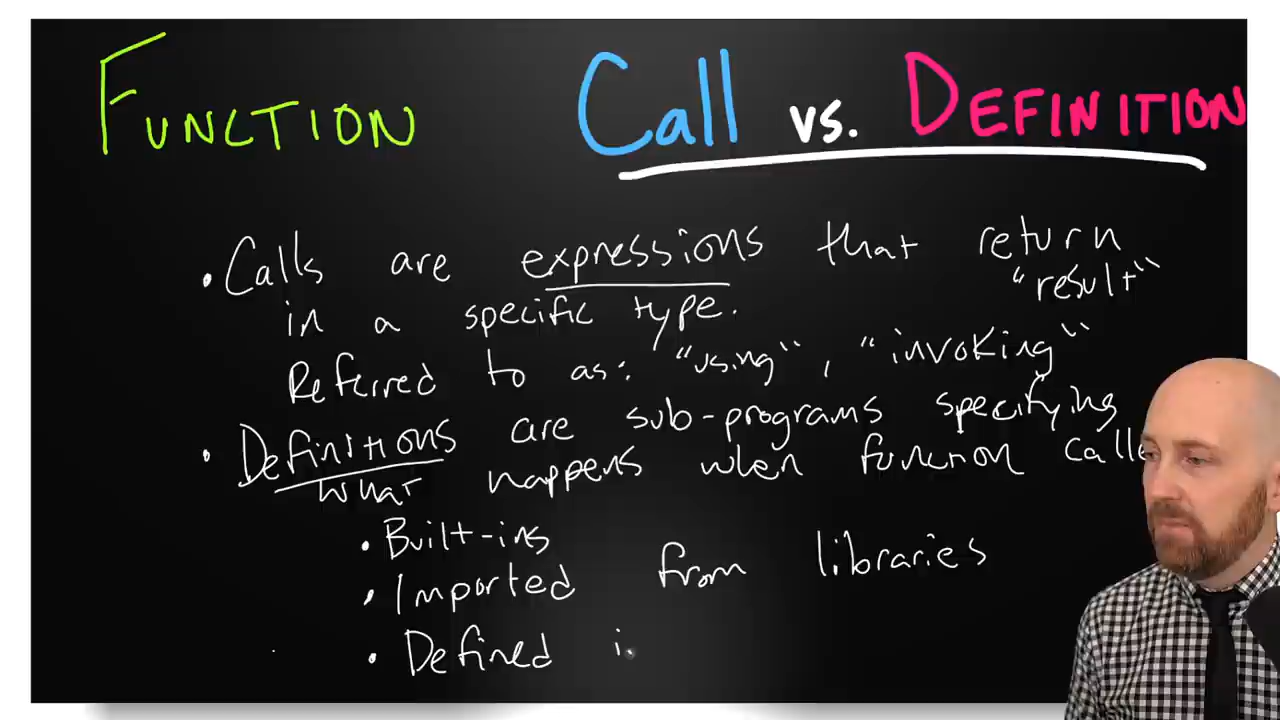 FUNCTION Call vs. DEFINITION
• Calls are expressions that return
"result"
in a specific type.
Referred to as: "using", "invoking"
• Definitions are sub-programs specifying
what happens when function calle
• Built-ins
• Imported from libraries
• Defined i